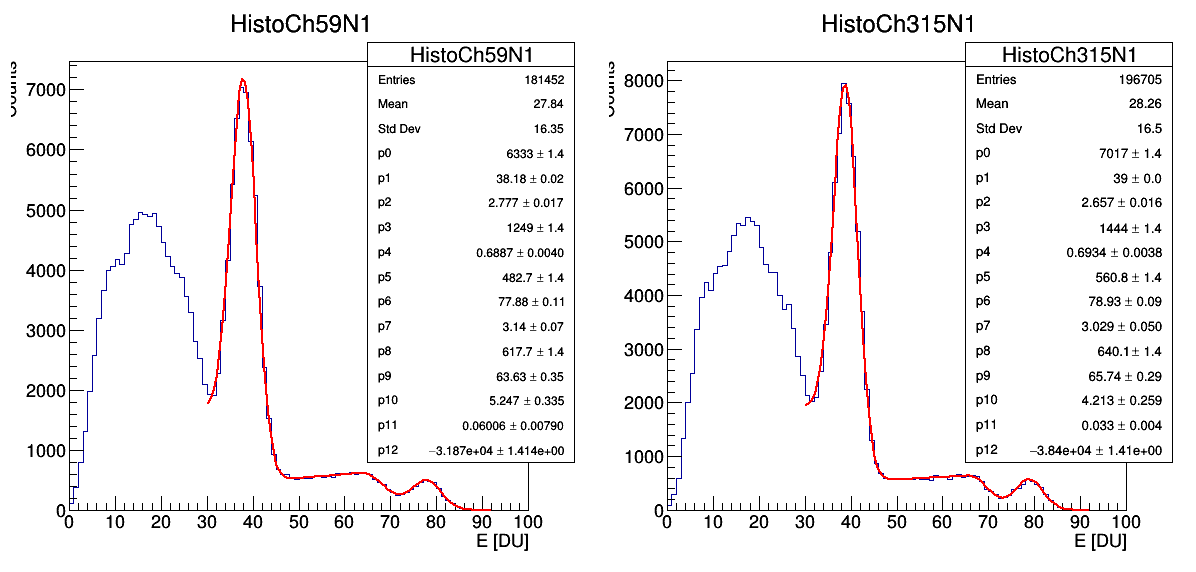 HistoCh59N1
HistoCh59N1
Entries 181452
Mean 27.84
Std Dev 16.35
p0 6333 ± 1.4
p1 38.18 ± 0.02
p2 2.777 ± 0.017
p3 1249 ± 1.4
p4 0.6887 ± 0.0040
p5 482.7 ± 1.4
p6 77.88 ± 0.11
p7 3.14 ± 0.07
p8 617.7 ± 1.4
p9 63.63 ± 0.35
p10 5.247 ± 0.335
p11 0.06006 ± 0.00790
p12 −3.187e+04 ± 1.414e+00
7000
6000
5000
4000
3000
2000
1000
0
0 10 20 30 40 50 60 70 80 90 100
E [DU]
HistoCh315N1
HistoCh315N1
Entries 196705
Mean 28.26
Std Dev 16.5
p0 7017 ± 1.4
p1 39 ± 0.0
p2 2.657 ± 0.016
p3 1444 ± 1.4
p4 0.6934 ± 0.0038
p5 560.8 ± 1.4
p6 78.93 ± 0.09
p7 3.029 ± 0.050
p8 640.1 ± 1.4
p9 65.74 ± 0.29
p10 4.213 ± 0.259
p11 0.033 ± 0.004
p12 −3.84e+04 ± 1.41e+00
8000
7000
6000
5000
4000
3000
2000
1000
0
0 10 20 30 40 50 60 70 80 90 100
E [DU]